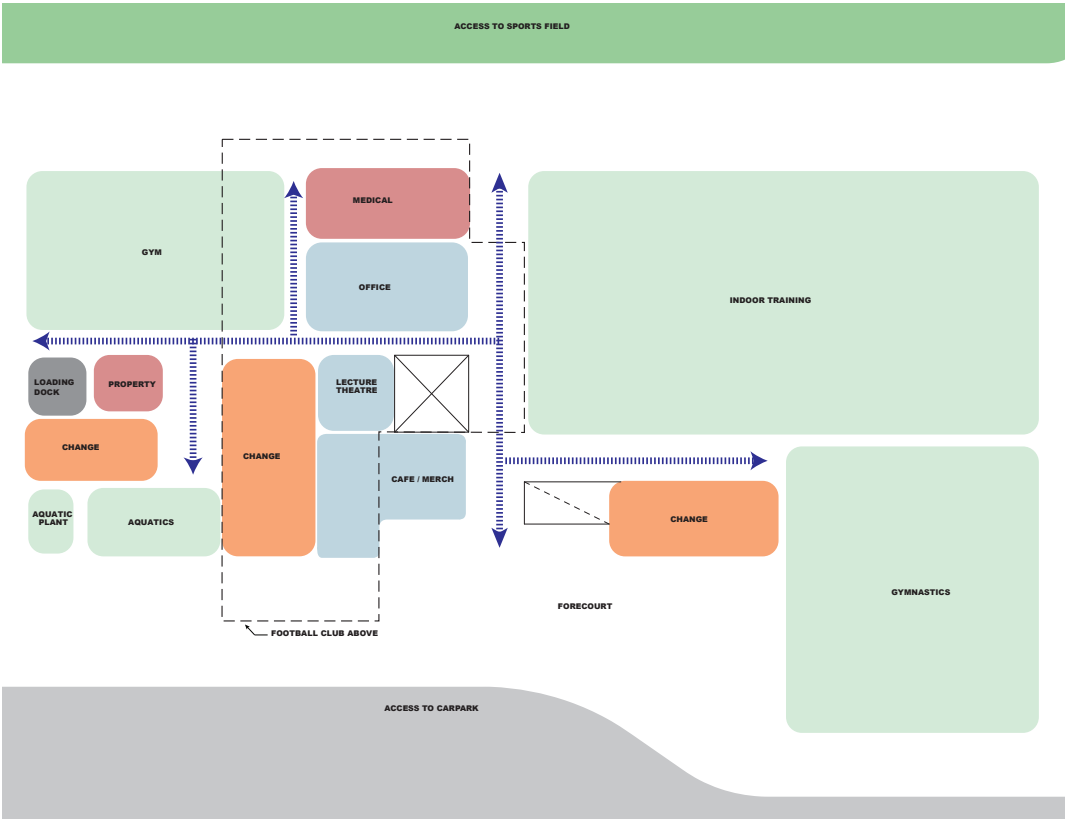 ACCESS TO SPORTS FIELD
MEDICAL
GYM
OFFICE
INDOOR TRAINING
LOADING
DOCK
PROPERTY
LECTURE
THEATRE
CHANGE
CHANGE
CAFE / MERCH
AQUATIC
PLANT
AQUATICS
CHANGE
GYMNASTICS
FORECOURT
FOOTBALL CLUB ABOVE
ACCESS TO CARPARK